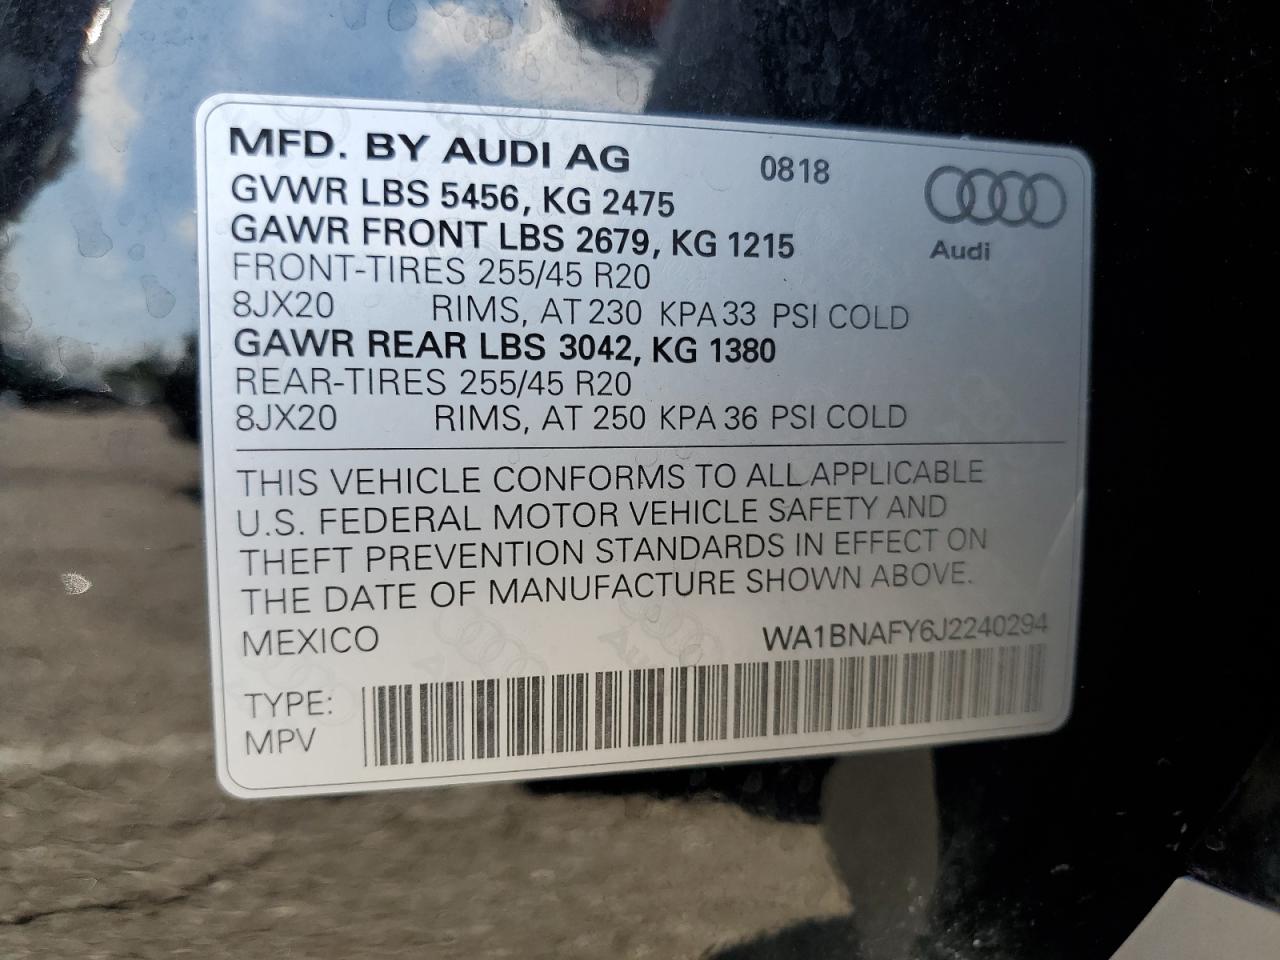 MFD. BY AUDI AG 0818
GVWR LBS 5456, KG 2475
GAWR FRONT LBS 2679, KG 1215
Audi
FRONT-TIRES 255/45 R20
8JX20 RIMS, AT 230 KPA 33 PSI COLD
GAWR REAR LBS 3042, KG 1380
REAR-TIRES 255/45 R20
8JX20 RIMS, AT 250 KPA 36 PSI COLD
THIS VEHICLE CONFORMS TO ALL APPLICABLE
U.S. FEDERAL MOTOR VEHICLE SAFETY AND
THEFT PREVENTION STANDARDS IN EFFECT ON
THE DATE OF MANUFACTURE SHOWN ABOVE.
MEXICO WA1BNAFY6J2240294
TYPE:
MPV